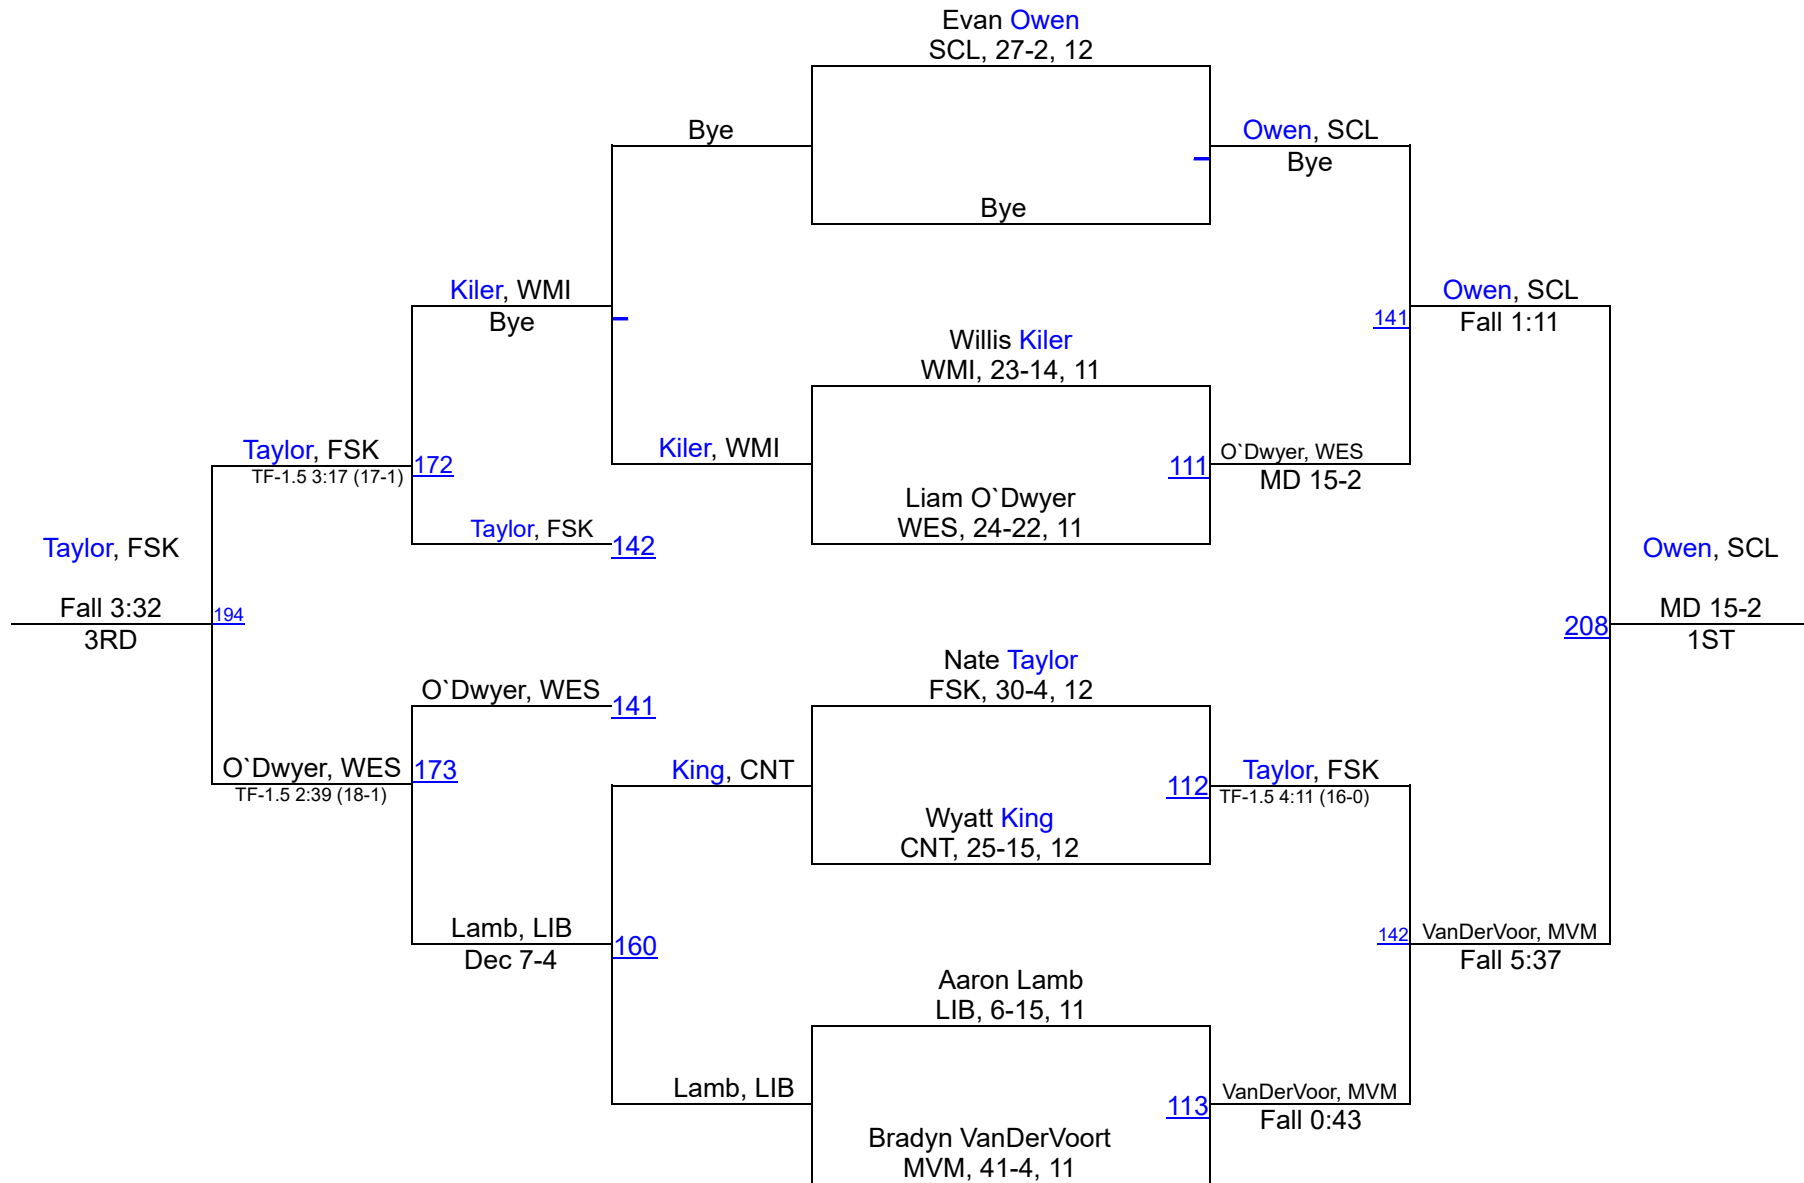 Evan Owen
SCL, 27-2, 12
Bye
Owen, SCL
Bye
Bye
Kiler, WMI
Bye
Owen, SCL
141
Fall 1:11
Willis Kiler
WMI, 23-14, 11
Taylor, FSK
172
TF-1.5 3:17 (17-1)
Kiler, WMI
111
O`Dwyer, WES
MD 15-2
Liam O`Dwyer
WES, 24-22, 11
Taylor, FSK
142
Taylor, FSK
Owen, SCL
Fall 3:32
194
3RD
208
MD 15-2
1ST
Nate Taylor
FSK, 30-4, 12
O`Dwyer, WES
141
O`Dwyer, WES
173
TF-1.5 2:39 (18-1)
King, CNT
112
Taylor, FSK
TF-1.5 4:11 (16-0)
Wyatt King
CNT, 25-15, 12
Lamb, LIB
160
Dec 7-4
142
VanDerVoor, MVM
Fall 5:37
Aaron Lamb
LIB, 6-15, 11
Lamb, LIB
113
VanDerVoor, MVM
Fall 0:43
Bradyn VanDerVoort
MVM, 41-4, 11